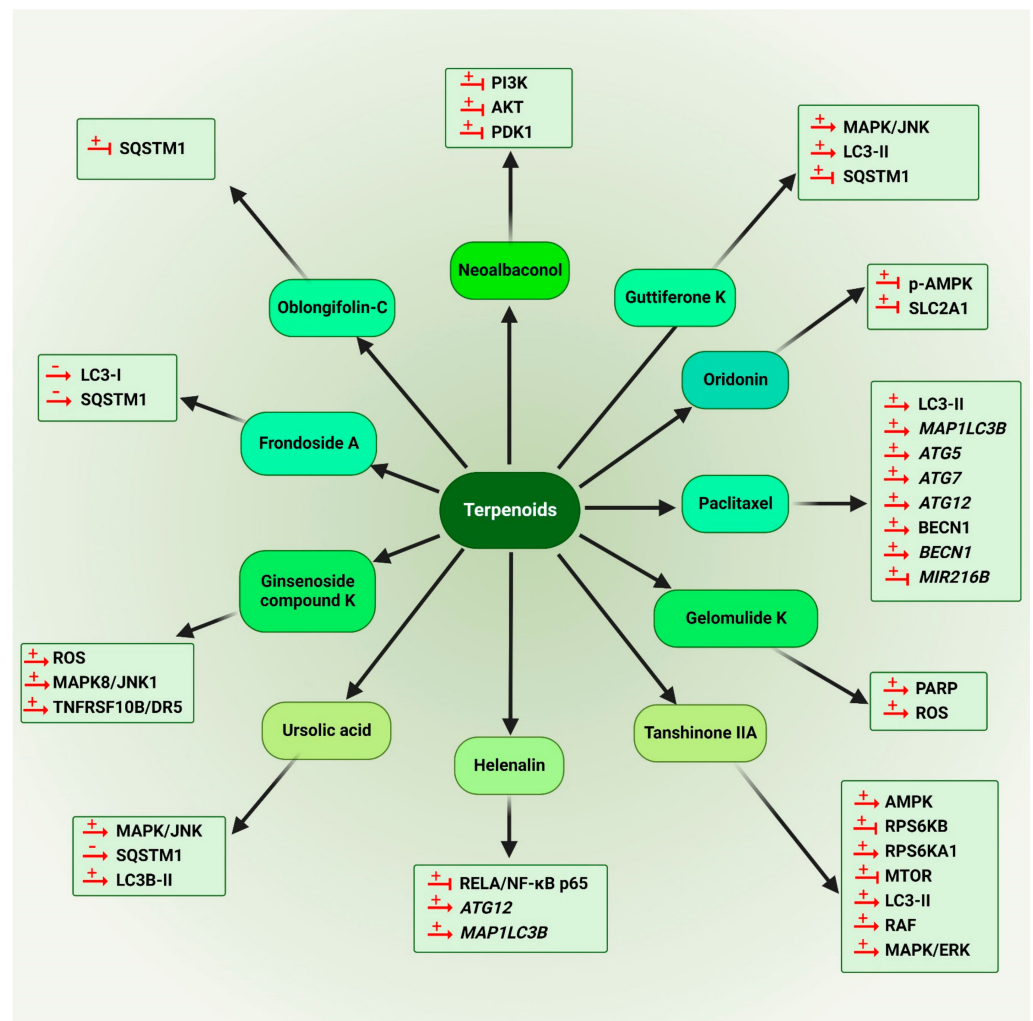 PI3K
AKT
PDK1
SQSTM1
MAPK/JNK
LC3-II
SQSTM1
Neoalbaconol
Oblongifolin-C
Guttiferone K
p-AMPK
SLC2A1
Oridonin
LC3-I
SQSTM1
Frondoside A
LC3-II
MAP1LC3B
ATG5
ATG7
ATG12
BECN1
BECN1
MIR216B
Terpenoids
Paclitaxel
Ginsenoside
compound K
Gelomulide K
ROS
MAPK8/JNK1
TNFRSF10B/DR5
PARP
ROS
Ursolic acid
Helenalin
Tanshinone IIA
MAPK/JNK
SQSTM1
LC3B-II
RELA/NF-κB p65
ATG12
MAP1LC3B
AMPK
RPS6KB
RPS6KA1
MTOR
LC3-II
RAF
MAPK/ERK